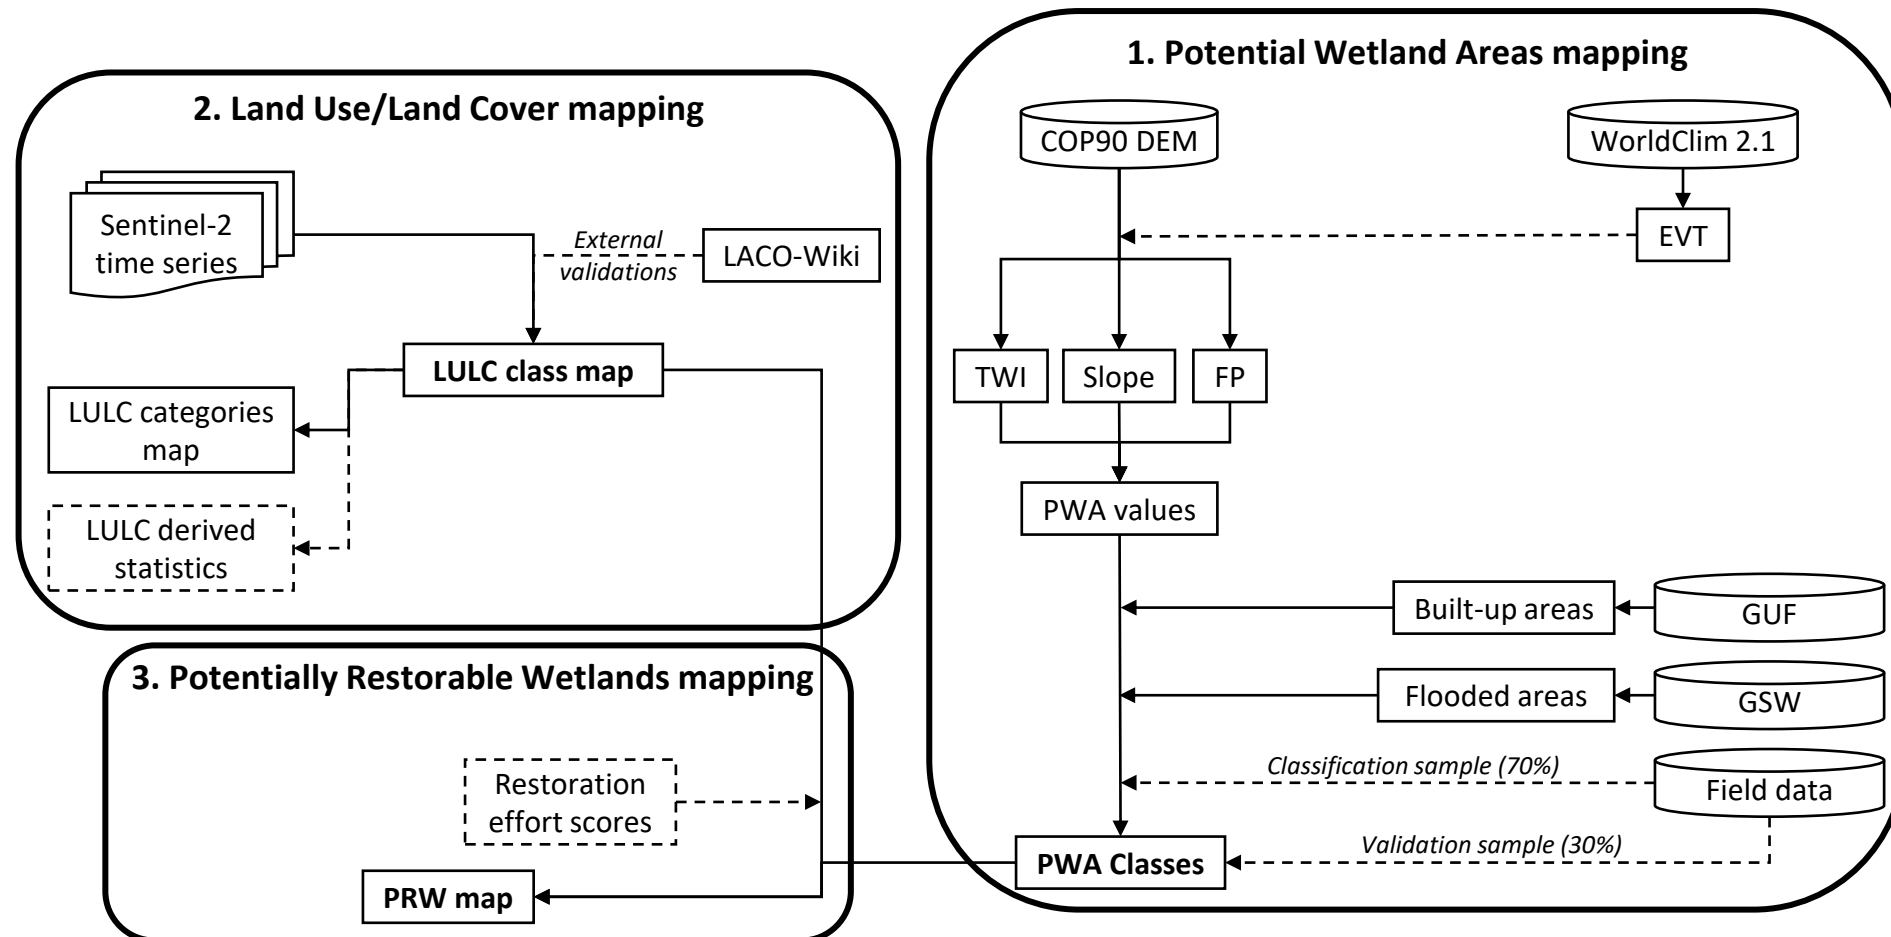 1. Potential Wetland Areas mapping
COP90 DEM
WorldClim 2.1
EVT
TWI
Slope
FP
PWA values
Built-up areas
GUF
Flooded areas
GSW
Classification sample (70%)
Field data
Validation sample (30%)
PWA Classes
2. Land Use/Land Cover mapping
Sentinel-2
time series
External
validations
LACO-Wiki
LULC class map
LULC categories
map
LULC derived
statistics
3. Potentially Restorable Wetlands mapping
Restoration
effort scores
PRW map